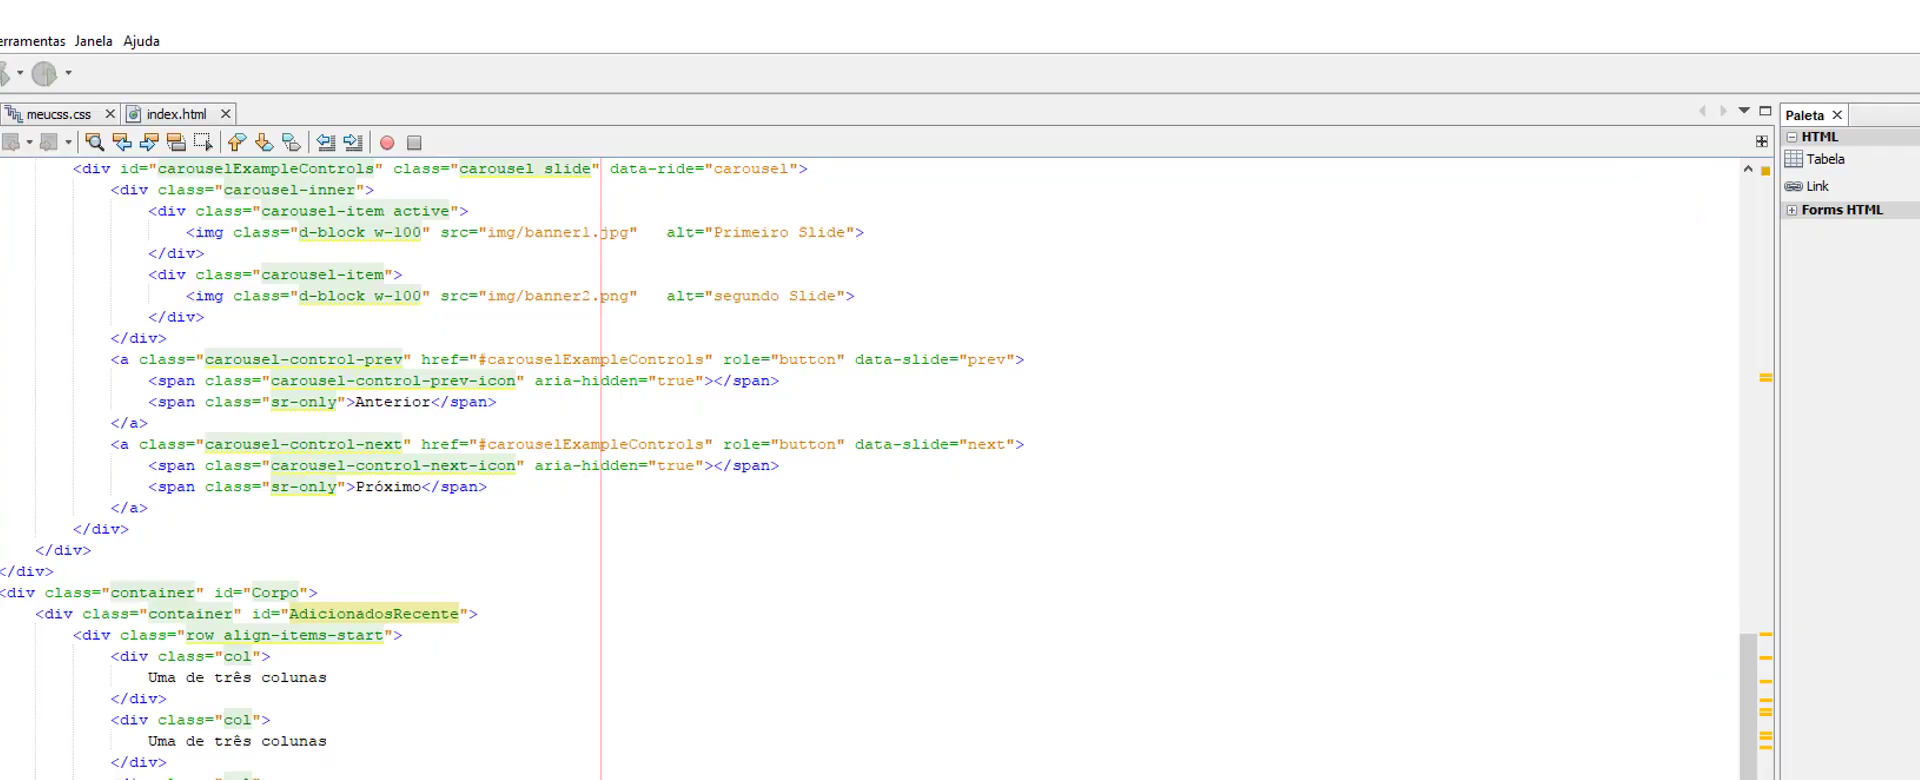 erramentas Janela Ajuda
meucss.css index.html
Paleta
HTML
Tabela
Link
Forms HTML
<div id="carouselExampleControls" class="carousel slide" data-ride="carousel">
<div class="carousel-inner">
<div class="carousel-item active">
<img class="d-block w-100" src="img/banner1.jpg" alt="Primeiro Slide">
</div>
<div class="carousel-item">
<img class="d-block w-100" src="img/banner2.png" alt="segundo Slide">
</div>
</div>
<a class="carousel-control-prev" href="#carouselExampleControls" role="button" data-slide="prev">
<span class="carousel-control-prev-icon" aria-hidden="true"></span>
<span class="sr-only">Anterior</span>
</a>
<a class="carousel-control-next" href="#carouselExampleControls" role="button" data-slide="next">
<span class="carousel-control-next-icon" aria-hidden="true"></span>
<span class="sr-only">Próximo</span>
</a>
</div>
</div>
</div>
<div class="container" id="Corpo">
<div class="container" id="AdicionadosRecente">
<div class="row align-items-start">
<div class="col">
Uma de três colunas
</div>
<div class="col">
Uma de três colunas
</div>